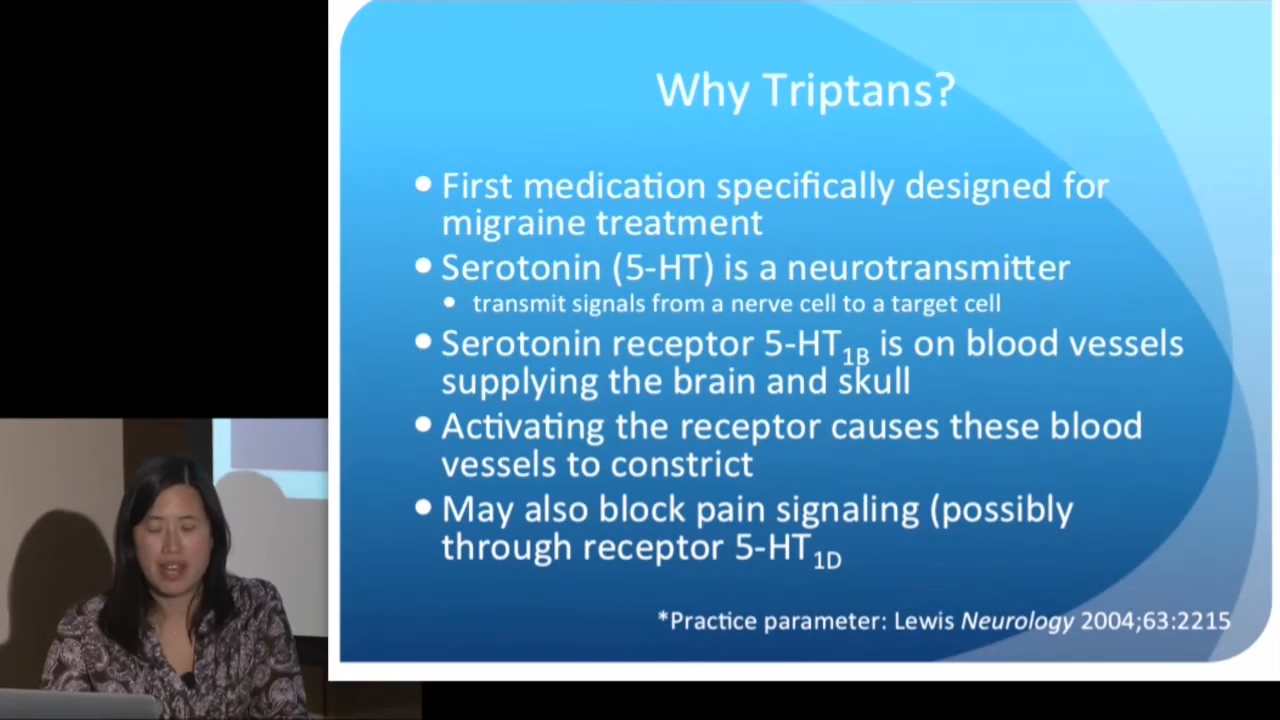 Why Triptans?
• First medication specifically designed for
migraine treatment
• Serotonin (5-HT) is a neurotransmitter
• transmit signals from a nerve cell to a target cell
• Serotonin receptor 5-HT1B is on blood vessels
supplying the brain and skull
• Activating the receptor causes these blood
vessels to constrict
• May also block pain signaling (possibly
through receptor 5-HT1D
*Practice parameter: Lewis Neurology 2004;63:2215